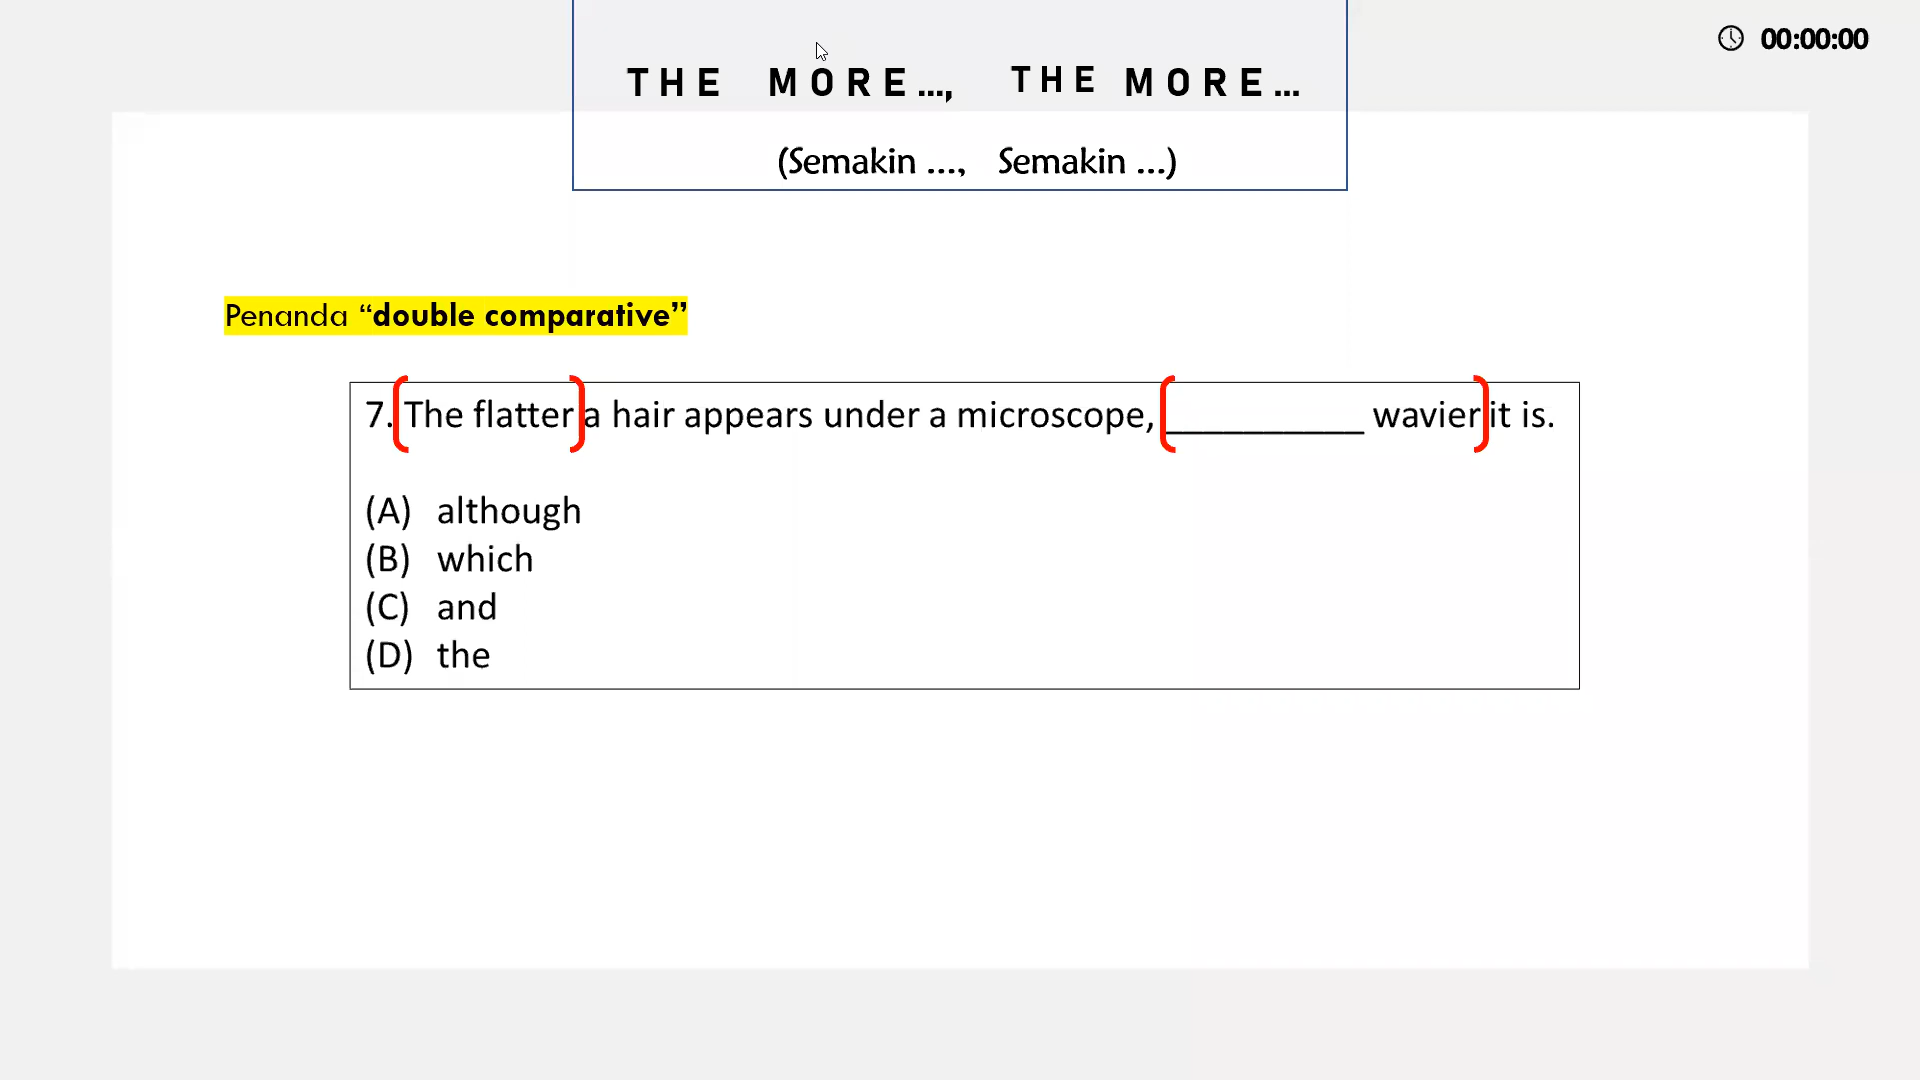 00:00:00
THE MORE..., THE MORE...
(Semakin ..., Semakin ...)
Penanda “double comparative”
7. The flatter a hair appears under a microscope, __________ wavier it is.
(A) although
(B) which
(C) and
(D) the